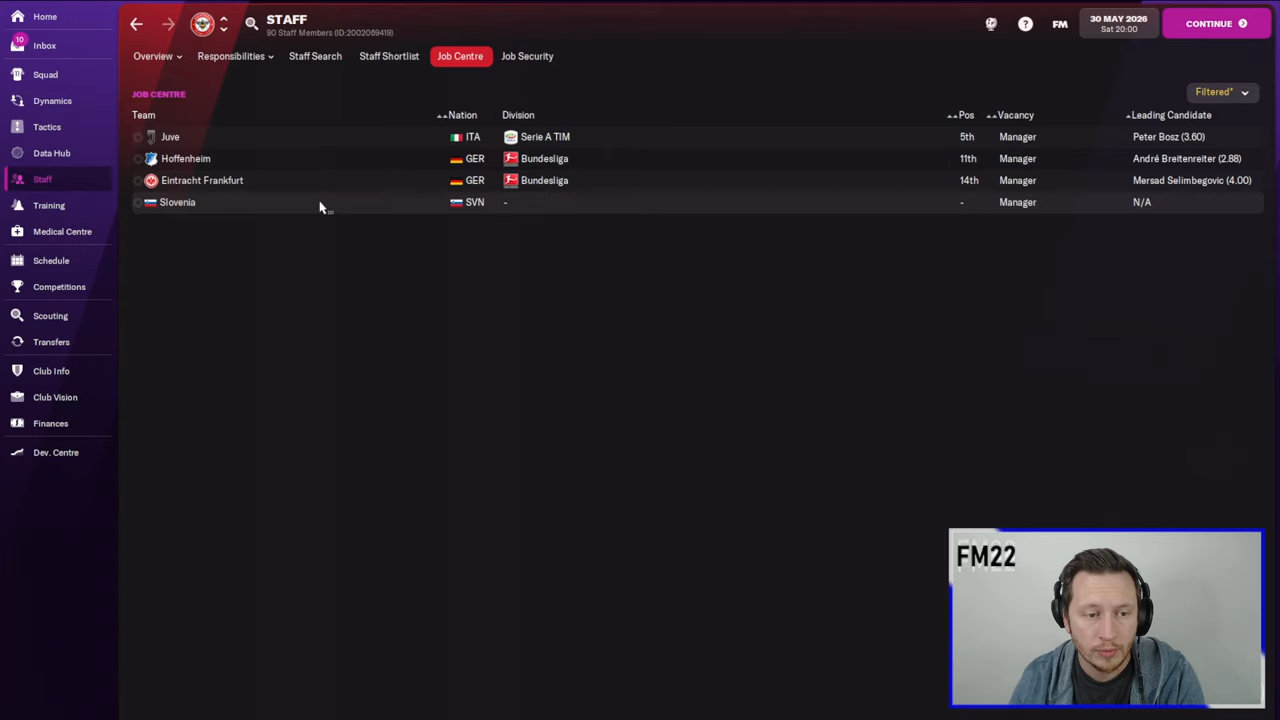 Home
STAFF
90 Staff Members (ID:2002069419)
FM
30 MAY 2026
Sat 20:00
CONTINUE
10
Inbox
Overview
Responsibilities
Staff Search
Staff Shortlist
Job Centre
Job Security
Squad
Dynamics
Tactics
Data Hub
Staff
Training
Medical Centre
Schedule
Competitions
Scouting
Transfers
Club Info
Club Vision
Finances
Dev. Centre
JOB CENTRE
Filtered*
Team Nation Division Pos Vacancy Leading Candidate
Juve ITA Serie A TIM 5th Manager Peter Bosz (3.60)
Hoffenheim GER Bundesliga 11th Manager André Breitenreiter (2.88)
Eintracht Frankfurt GER Bundesliga 14th Manager Mersad Selimbegovic (4.00)
Slovenia SVN - - Manager N/A
FM22